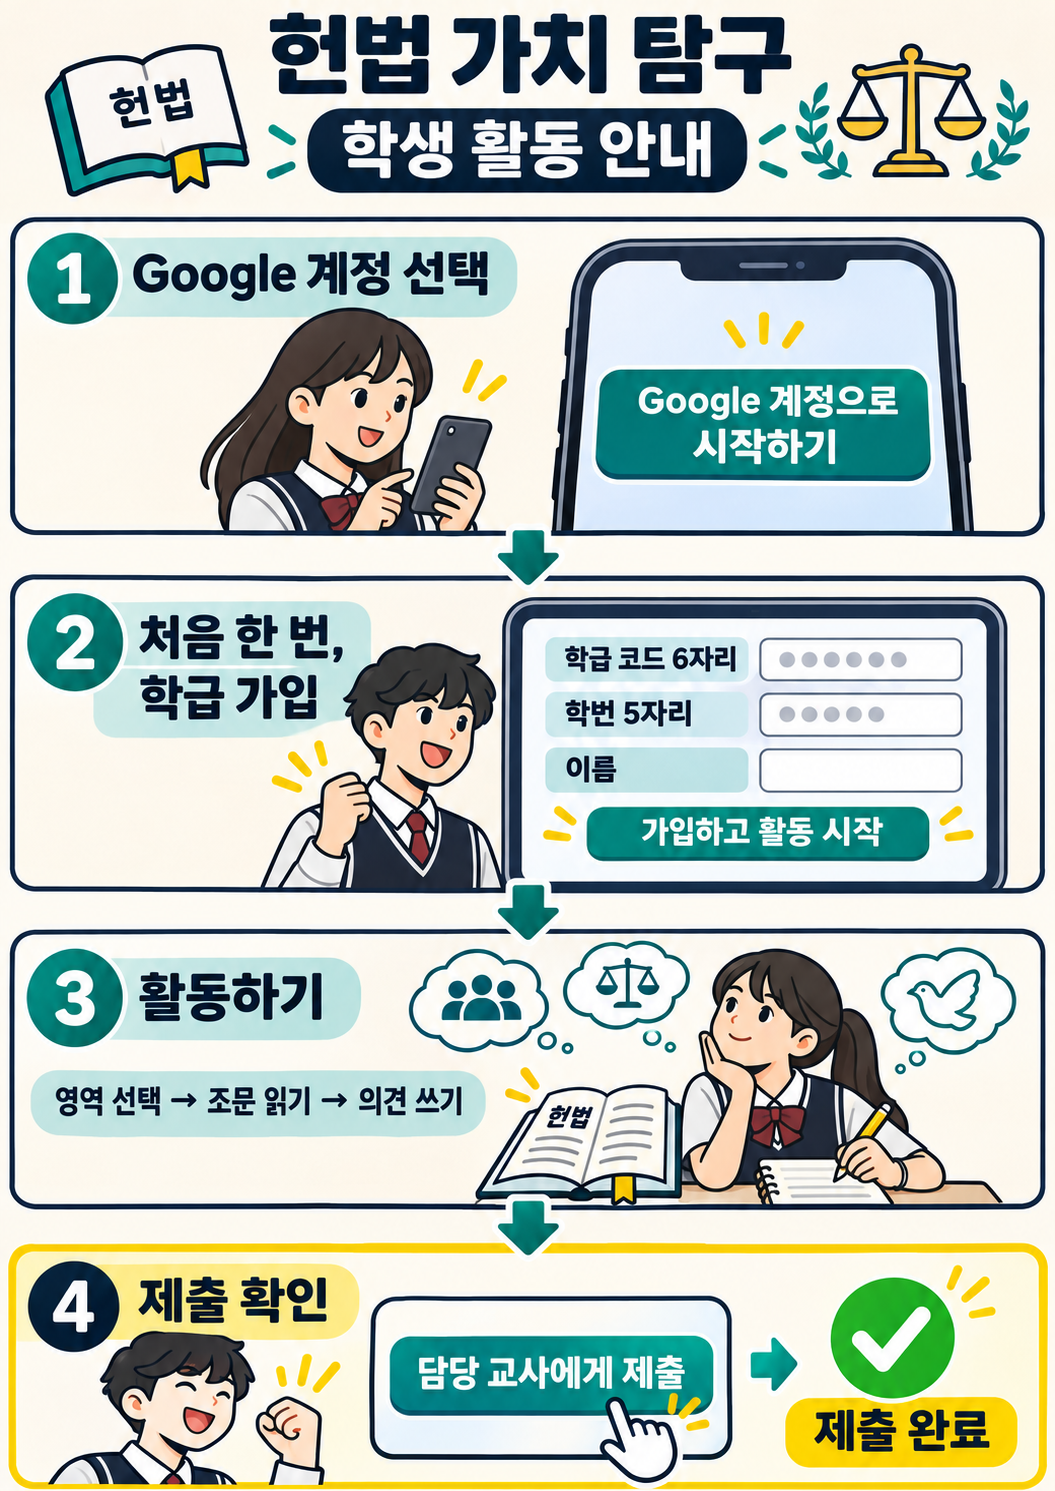 헌법 가치 탐구
헌법
학생 활동 안내
1
Google 계정 선택
Google 계정으로
시작하기
2
처음 한 번,
학급 가입
학급 코드 6자리
학번 5자리
이름
가입하고 활동 시작
3
활동하기
영역 선택 → 조문 읽기 → 의견 쓰기
헌법
4
제출 확인
담당 교사에게 제출
제출 완료